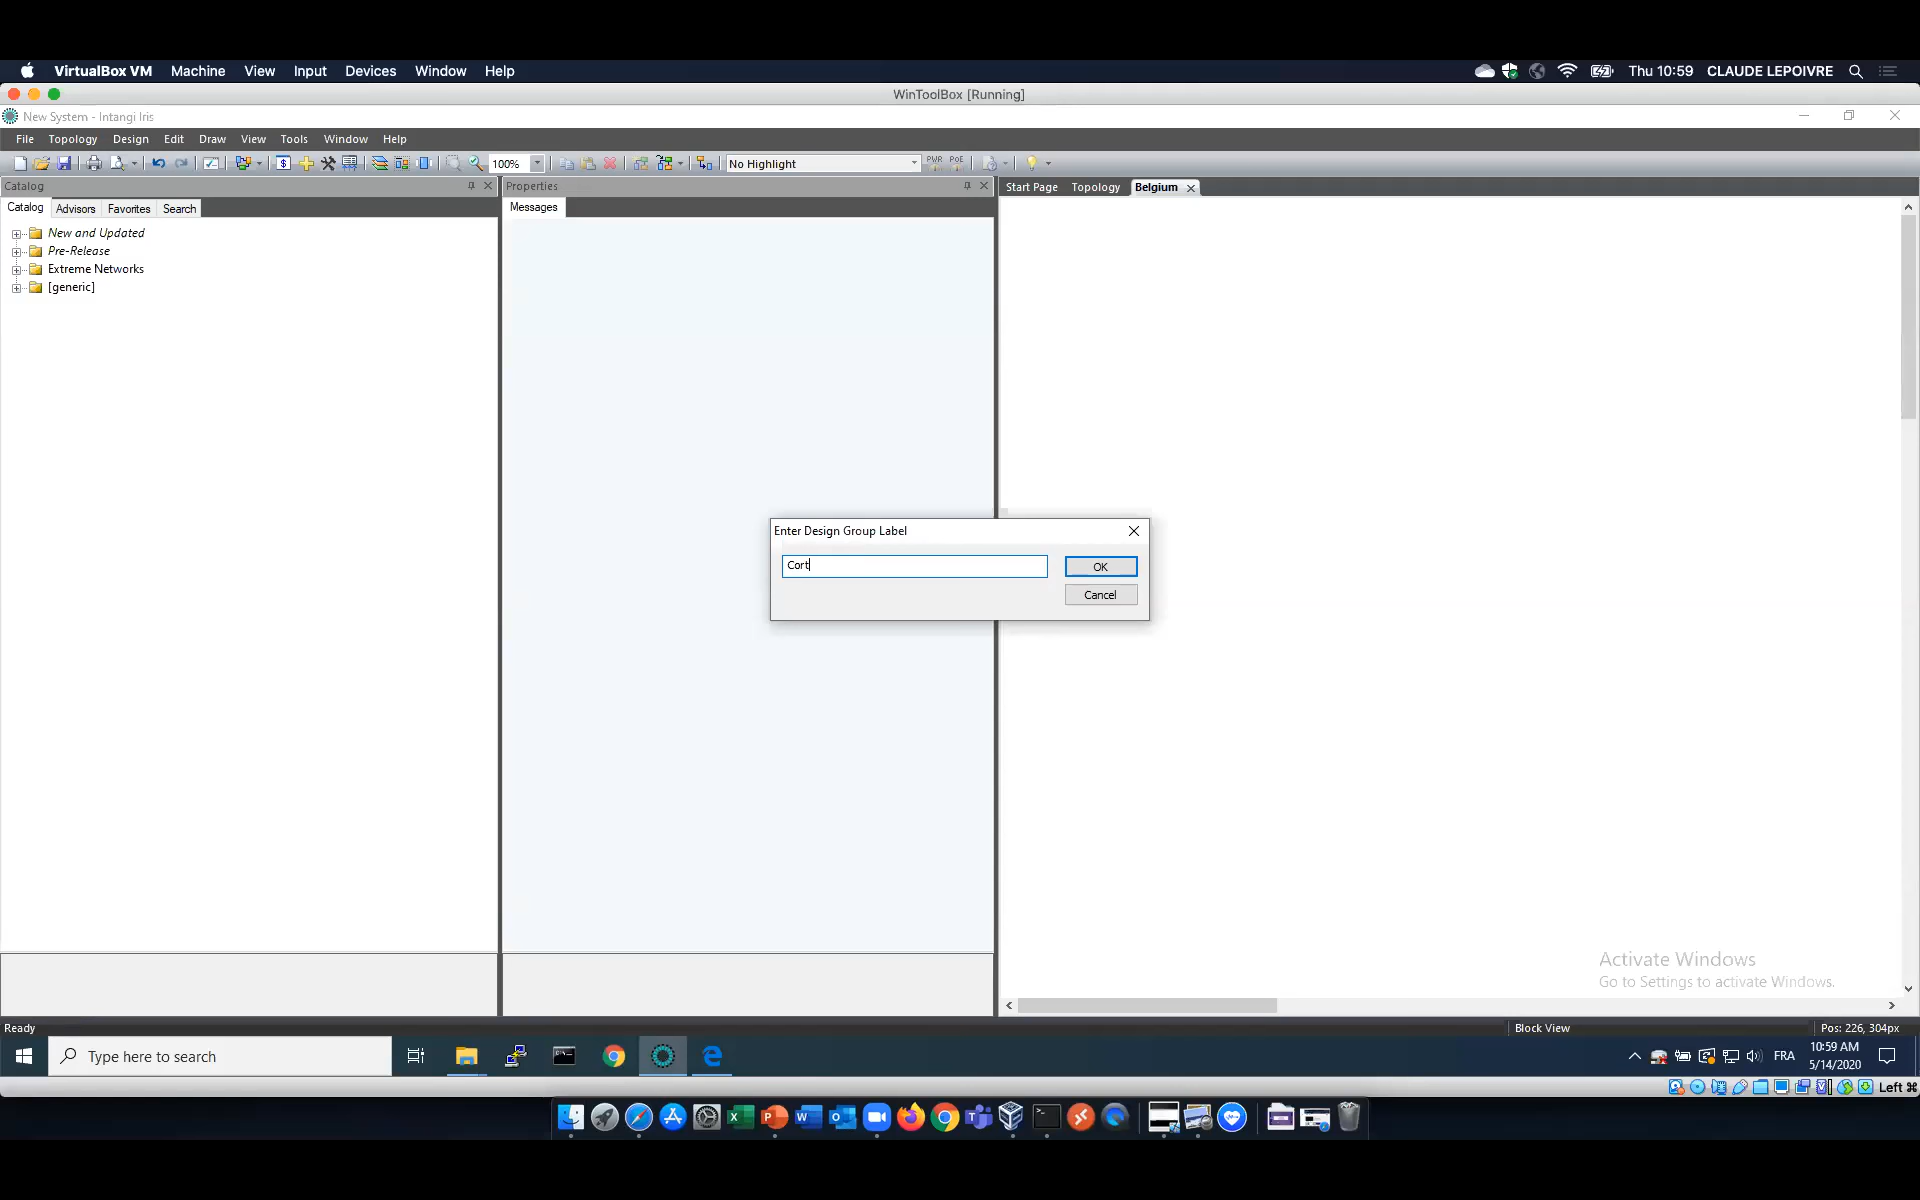 VirtualBox VM Machine View Input Devices Window Help Thu 10:59 CLAUDE LEPOIVRE
WinToolBox [Running]
New System - Intangi Iris
File Topology Design Edit Draw View Tools Window Help
100% No Highlight PWR PoE
Catalog Properties Start Page Topology Belgium
Catalog Advisors Favorites Search Messages
New and Updated
Pre-Release
Extreme Networks
[generic]
Enter Design Group Label
Cort OK
Cancel
Activate Windows
Go to Settings to activate Windows.
Ready Block View Pos: 226, 304px
Type here to search FRA 10:59 AM
5/14/2020
Left ⌘